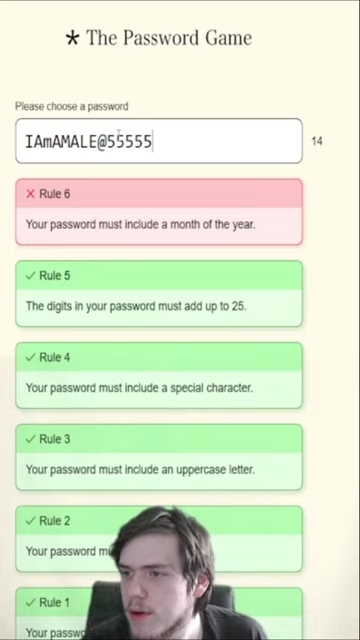 * The Password Game
Please choose a password
IAmAMALE@55555
14
× Rule 6
Your password must include a month of the year.
✓ Rule 5
The digits in your password must add up to 25.
✓ Rule 4
Your password must include a special character.
✓ Rule 3
Your password must include an uppercase letter.
✓ Rule 2
Your password
✓ Rule 1
Your